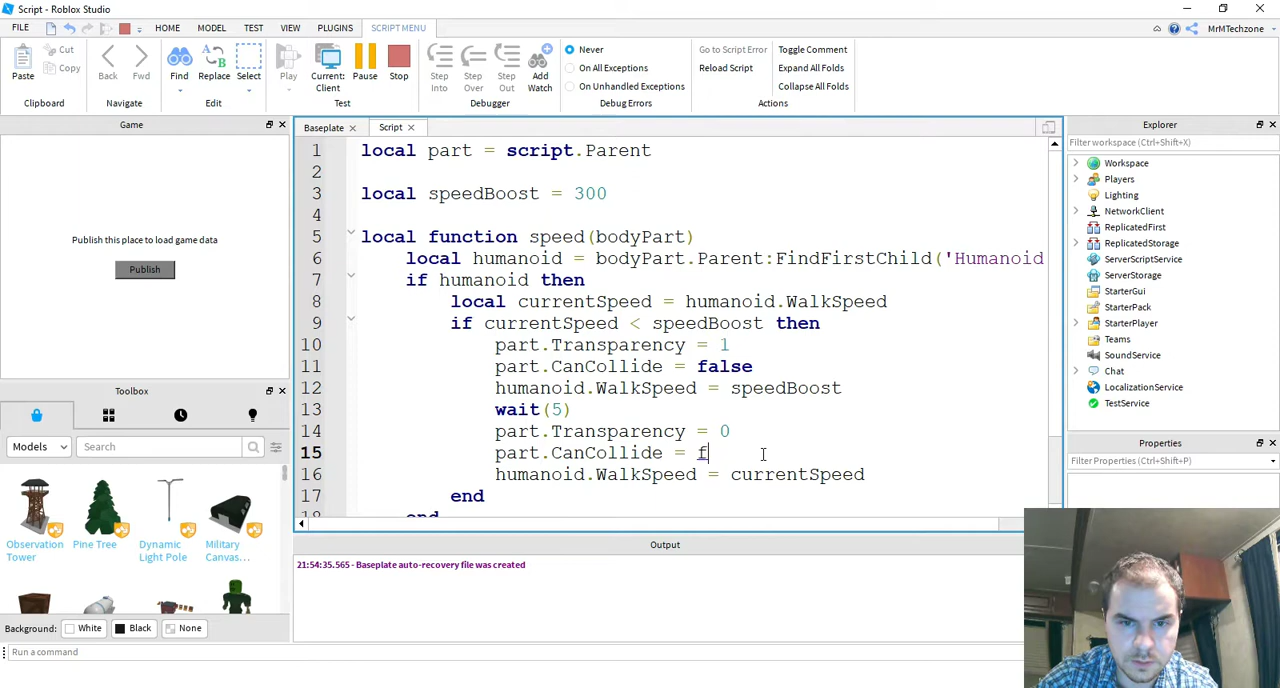 Script - Roblox Studio
FILE HOME MODEL TEST VIEW PLUGINS SCRIPT MENU MrMTechzone
Paste Cut Copy Back Fwd Find Replace Select Play Current: Client Pause Stop Step Into Step Over Step Out Add Watch
Never
On All Exceptions
On Unhandled Exceptions
Go to Script Error
Reload Script
Toggle Comment
Expand All Folds
Collapse All Folds
Clipboard Navigate Edit Test Debugger Debug Errors Actions
Game
Publish this place to load game data
Publish
Toolbox
Models Search
Observation Tower
Pine Tree
Dynamic Light Pole
Military Canvas...
Background: White Black None
Run a command
Baseplate Script
1 local part = script.Parent
2
3 local speedBoost = 300
4
5 local function speed(bodyPart)
6 local humanoid = bodyPart.Parent:FindFirstChild('Humanoid
7 if humanoid then
8 local currentSpeed = humanoid.WalkSpeed
9 if currentSpeed < speedBoost then
10 part.Transparency = 1
11 part.CanCollide = false
12 humanoid.WalkSpeed = speedBoost
13 wait(5)
14 part.Transparency = 0
15 part.CanCollide = f
16 humanoid.WalkSpeed = currentSpeed
17 end
18 end
Output
21:54:35.565 - Baseplate auto-recovery file was created
Explorer
Filter workspace (Ctrl+Shift+X)
Workspace
Players
Lighting
NetworkClient
ReplicatedFirst
ReplicatedStorage
ServerScriptService
ServerStorage
StarterGui
StarterPack
StarterPlayer
Teams
SoundService
Chat
LocalizationService
TestService
Properties
Filter Properties (Ctrl+Shift+P)